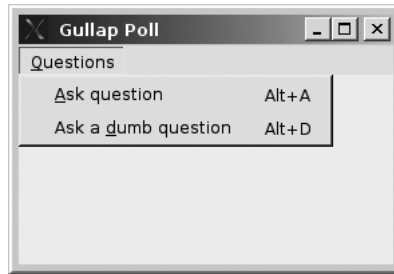 Gullap Poll
Questions
Ask question Alt+A
Ask a dumb question Alt+D